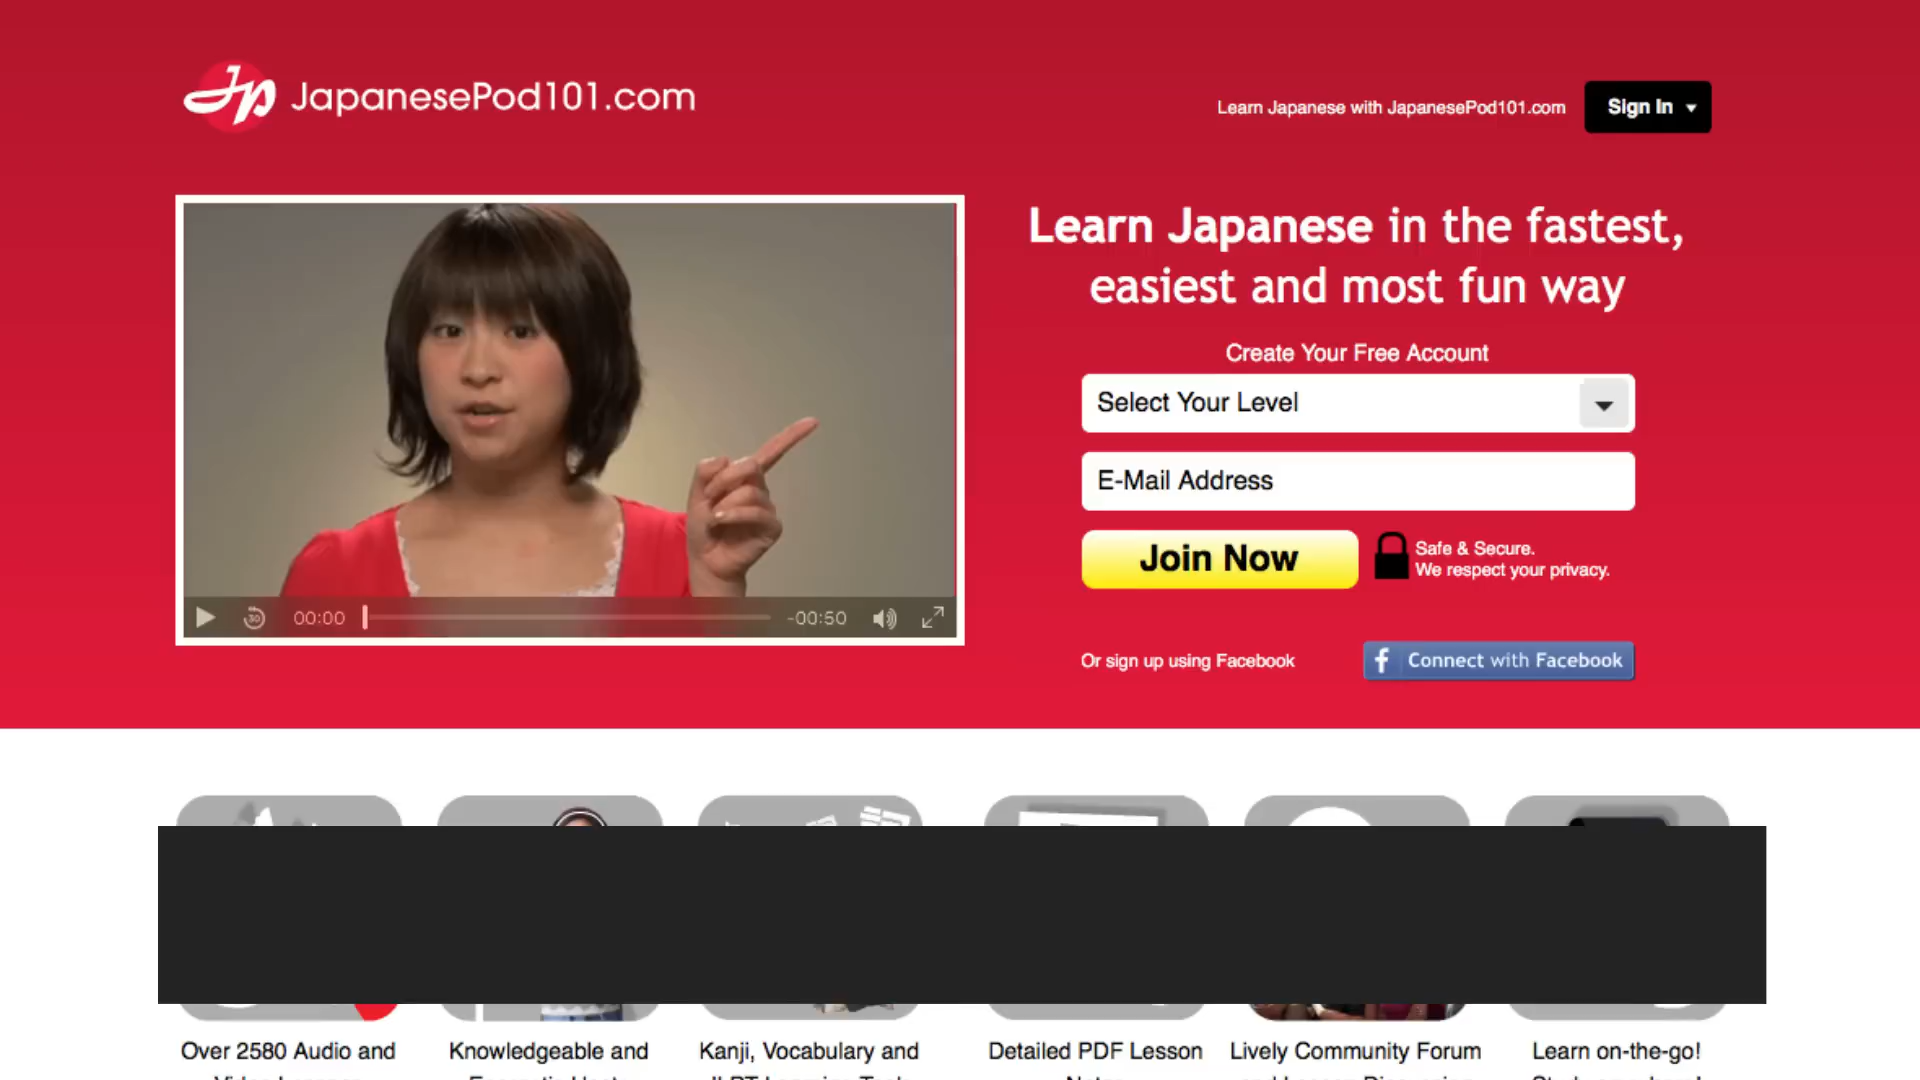 JapanesePod101.com
Learn Japanese with JapanesePod101.com
Sign In
Learn Japanese in the fastest,
easiest and most fun way
Create Your Free Account
Select Your Level
E-Mail Address
Join Now
Safe & Secure.
We respect your privacy.
Or sign up using Facebook
Connect with Facebook
30
00:00
-00:50
Over 2580 Audio and
Knowledgeable and
Kanji, Vocabulary and
Detailed PDF Lesson
Lively Community Forum
Learn on-the-go!